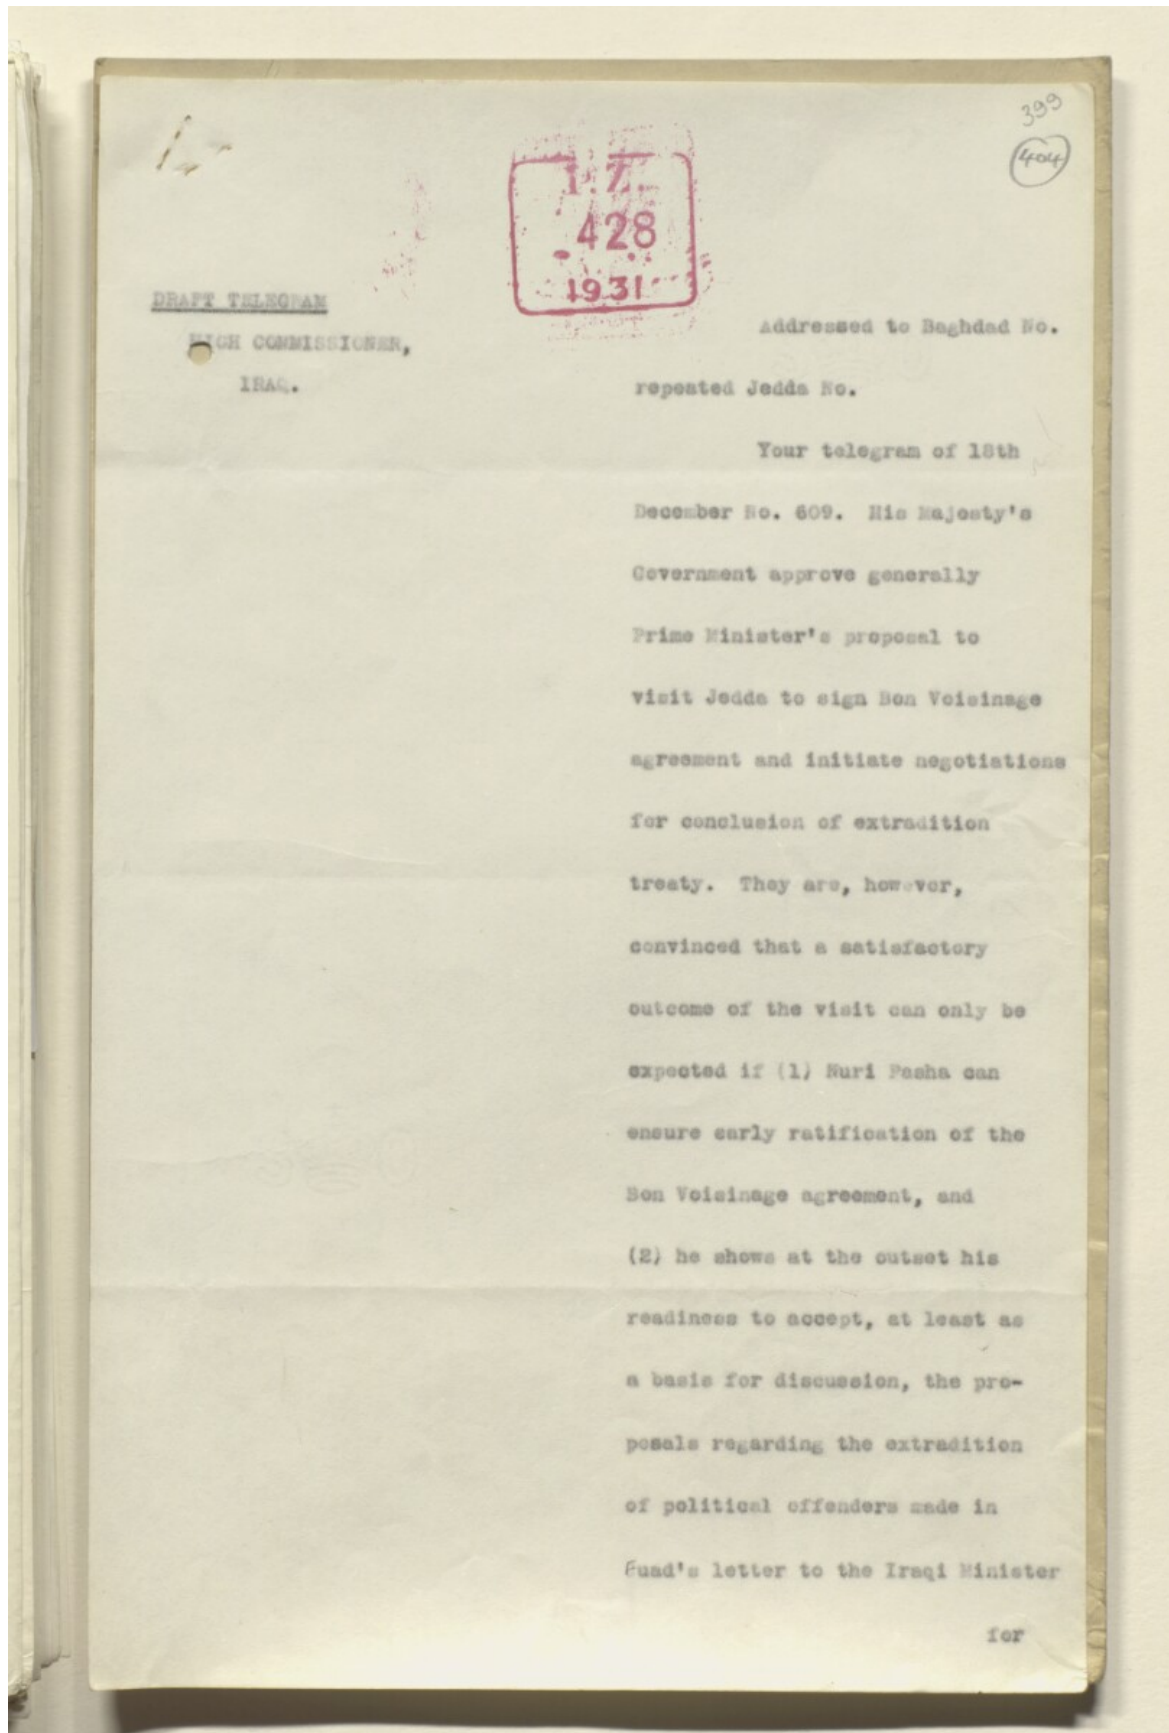 399
404
P.Z.
428
1931
DRAFT TELEGRAM
HIGH COMMISSIONER,
IRAQ.
Addressed to Baghdad No.
repeated Jedda No.
Your telegram of 18th
December No. 609. His Majesty's
Government approve generally
Prime Minister's proposal to
visit Jedda to sign Bon Voisinage
agreement and initiate negotiations
for conclusion of extradition
treaty. They are, however,
convinced that a satisfactory
outcome of the visit can only be
expected if (1) Nuri Pasha can
ensure early ratification of the
Bon Voisinage agreement, and
(2) he shows at the outset his
readiness to accept, at least as
a basis for discussion, the pro-
posals regarding the extradition
of political offenders made in
Fuad's letter to the Iraqi Minister
for